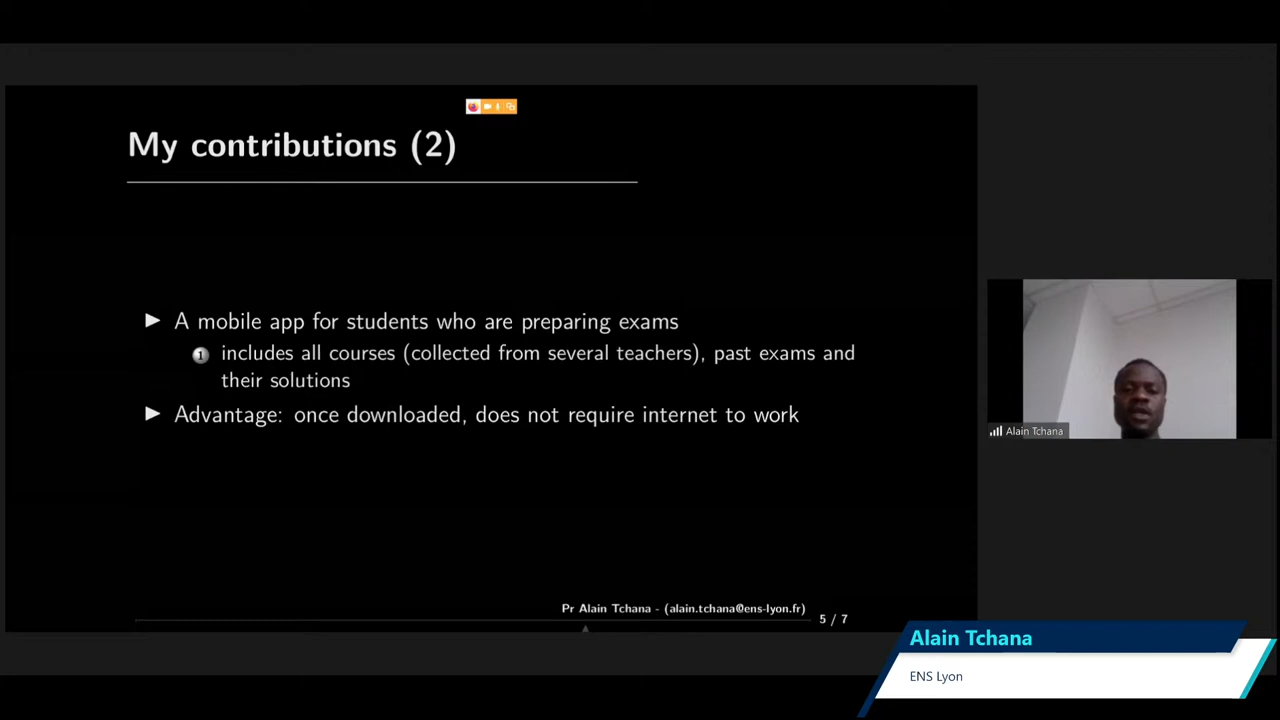 My contributions (2)
▶ A mobile app for students who are preparing exams
1 includes all courses (collected from several teachers), past exams and
their solutions
▶ Advantage: once downloaded, does not require internet to work
Alain Tchana
Pr Alain Tchana - (alain.tchana@ens-lyon.fr)
5 / 7
Alain Tchana
ENS Lyon